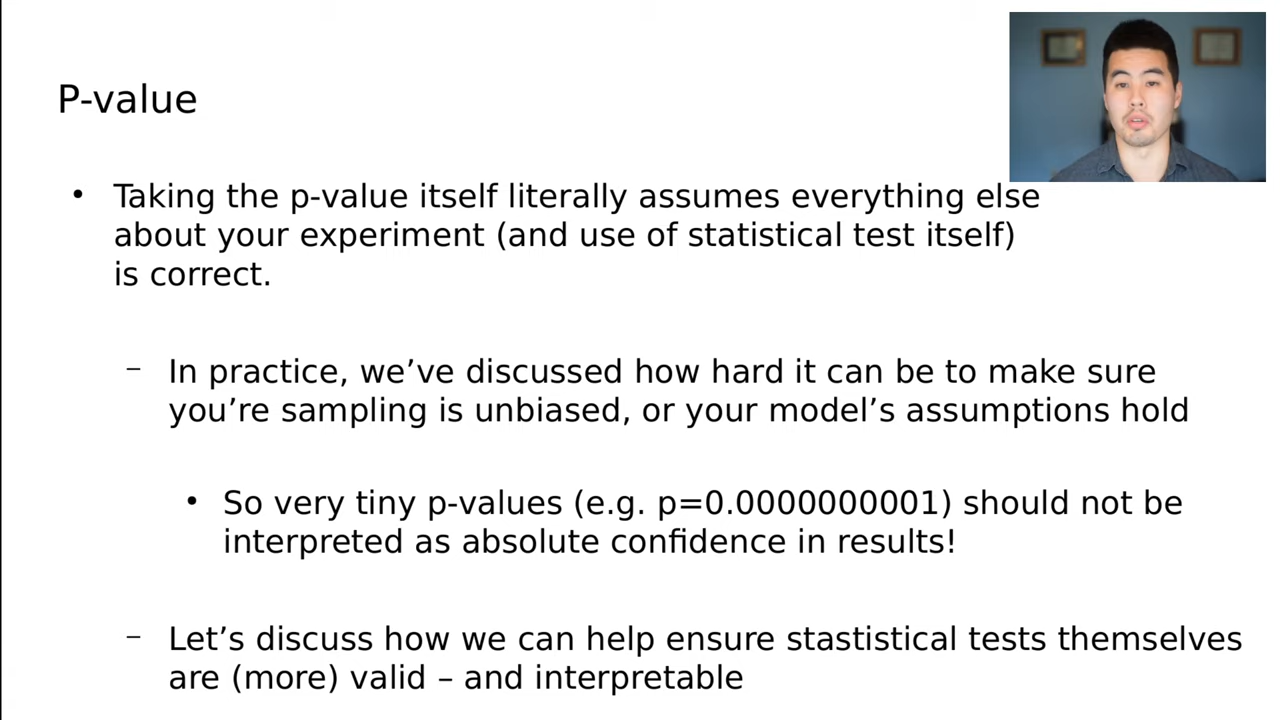 P-value
• Taking the p-value itself literally assumes everything else
about your experiment (and use of statistical test itself)
is correct.
– In practice, we’ve discussed how hard it can be to make sure
you’re sampling is unbiased, or your model’s assumptions hold
• So very tiny p-values (e.g. p=0.0000000001) should not be
interpreted as absolute confidence in results!
– Let’s discuss how we can help ensure stastistical tests themselves
are (more) valid – and interpretable